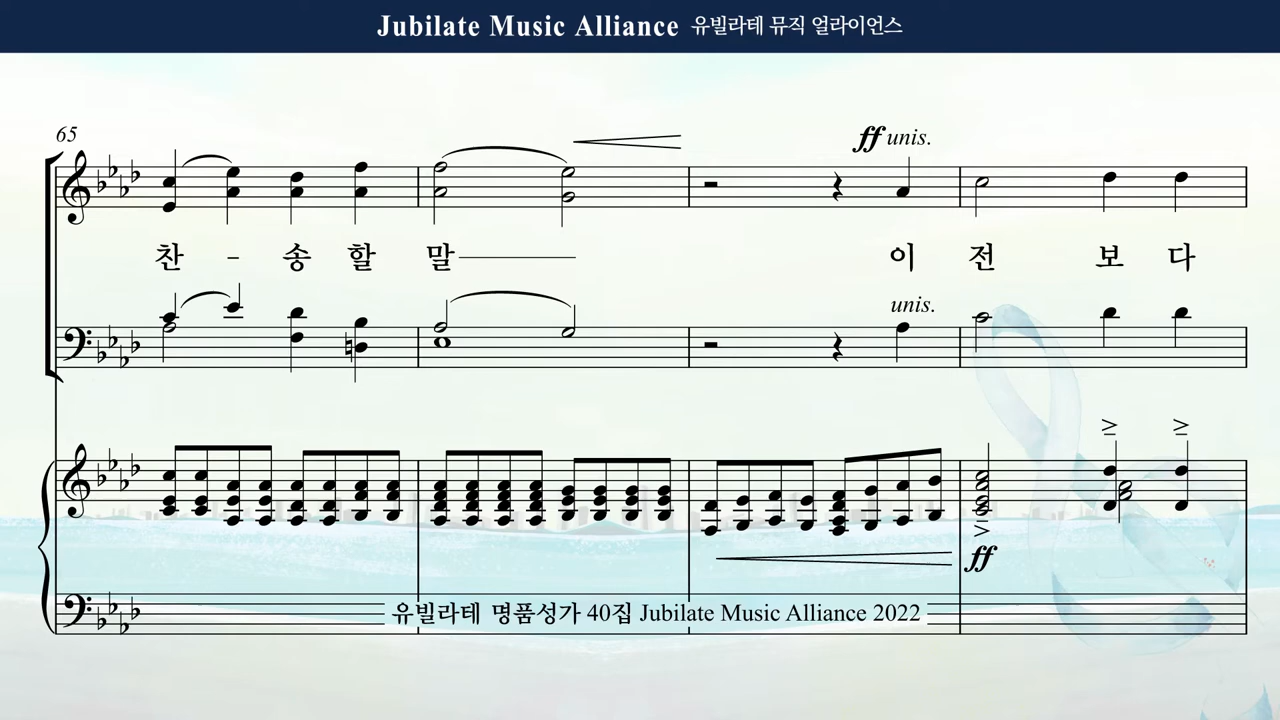 Jubilate Music Alliance 유빌라테 뮤직 얼라이언스
65
ff unis.
찬 - 송 할 말 이 전 보 다
unis.
ff
유빌라테 명품성가 40집 Jubilate Music Alliance 2022